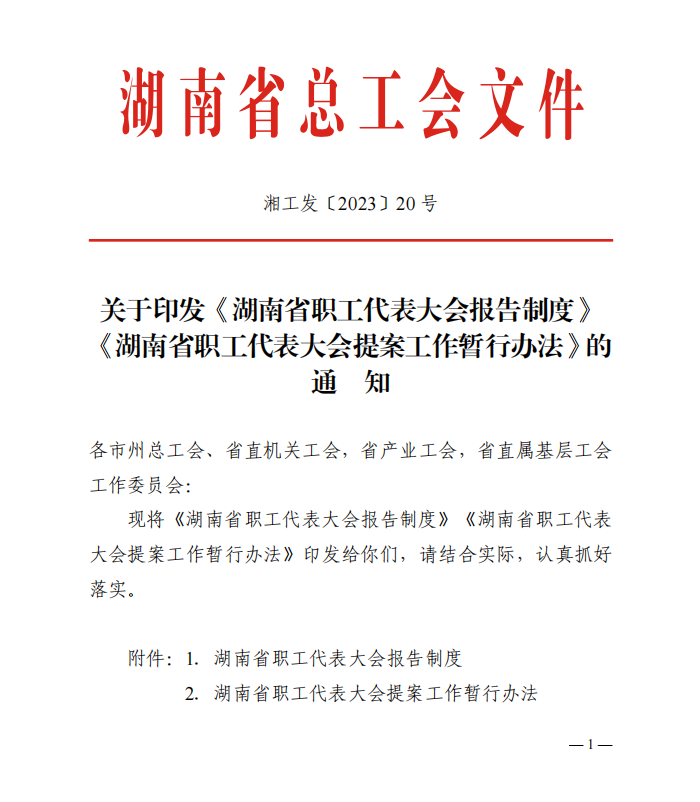 湖南省总工会文件
湘工发〔2023〕20 号
关于印发《湖南省职工代表大会报告制度》
《湖南省职工代表大会提案工作暂行办法》的
通 知
各市州总工会、省直机关工会，省产业工会，省直属基层工会
工作委员会：
现将《湖南省职工代表大会报告制度》《湖南省职工代表
大会提案工作暂行办法》印发给你们，请结合实际，认真抓好
落实。
附件：1. 湖南省职工代表大会报告制度
2. 湖南省职工代表大会提案工作暂行办法
— 1 —